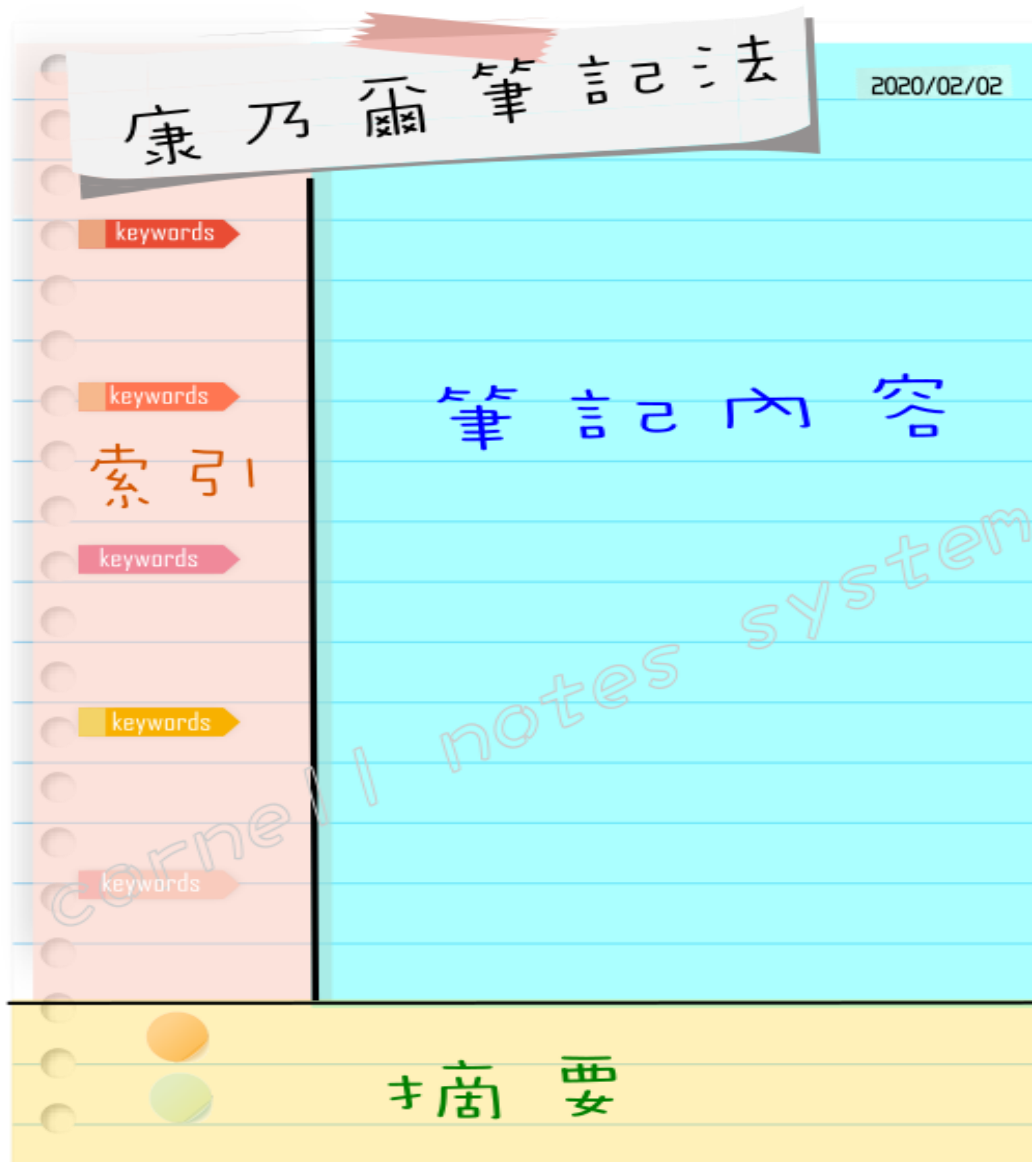 康乃爾筆記法
2020/02/02
keywords
keywords
索引
keywords
keywords
keywords
筆記內容
cornell notes system
摘要